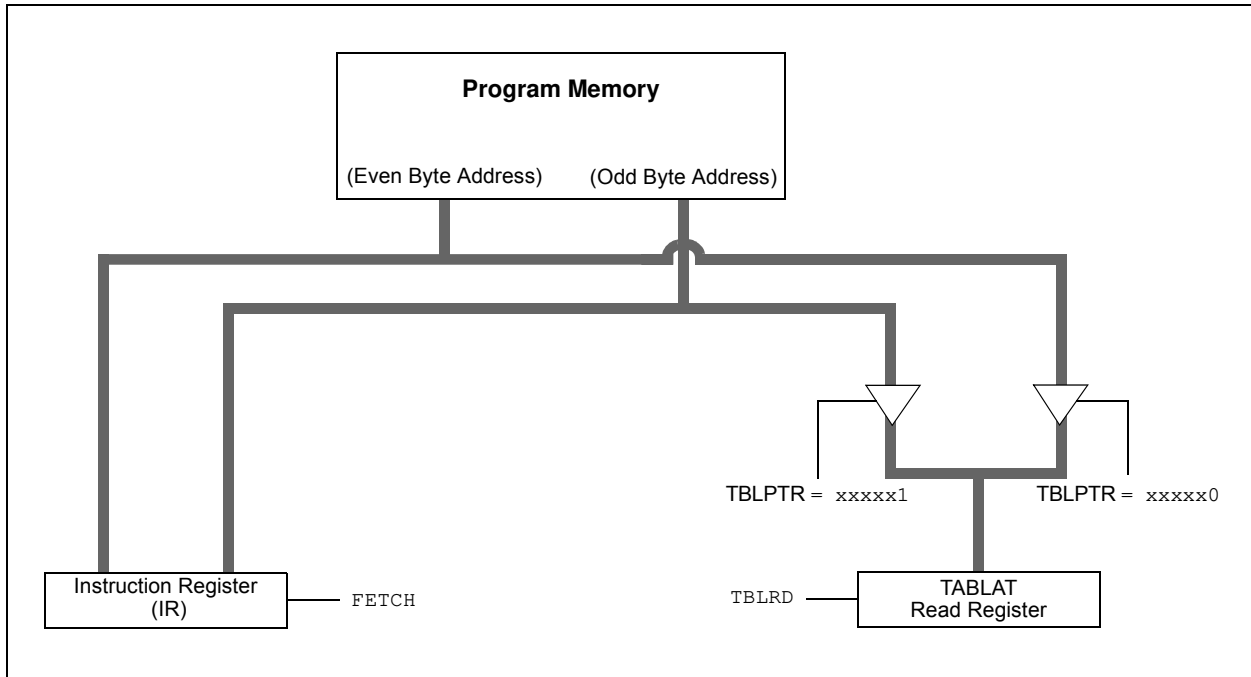 Program Memory
(Even Byte Address) (Odd Byte Address)
TBLPTR = xxxxx1 TBLPTR = xxxxx0
Instruction Register
(IR)
FETCH
TBLRD
TABLAT
Read Register